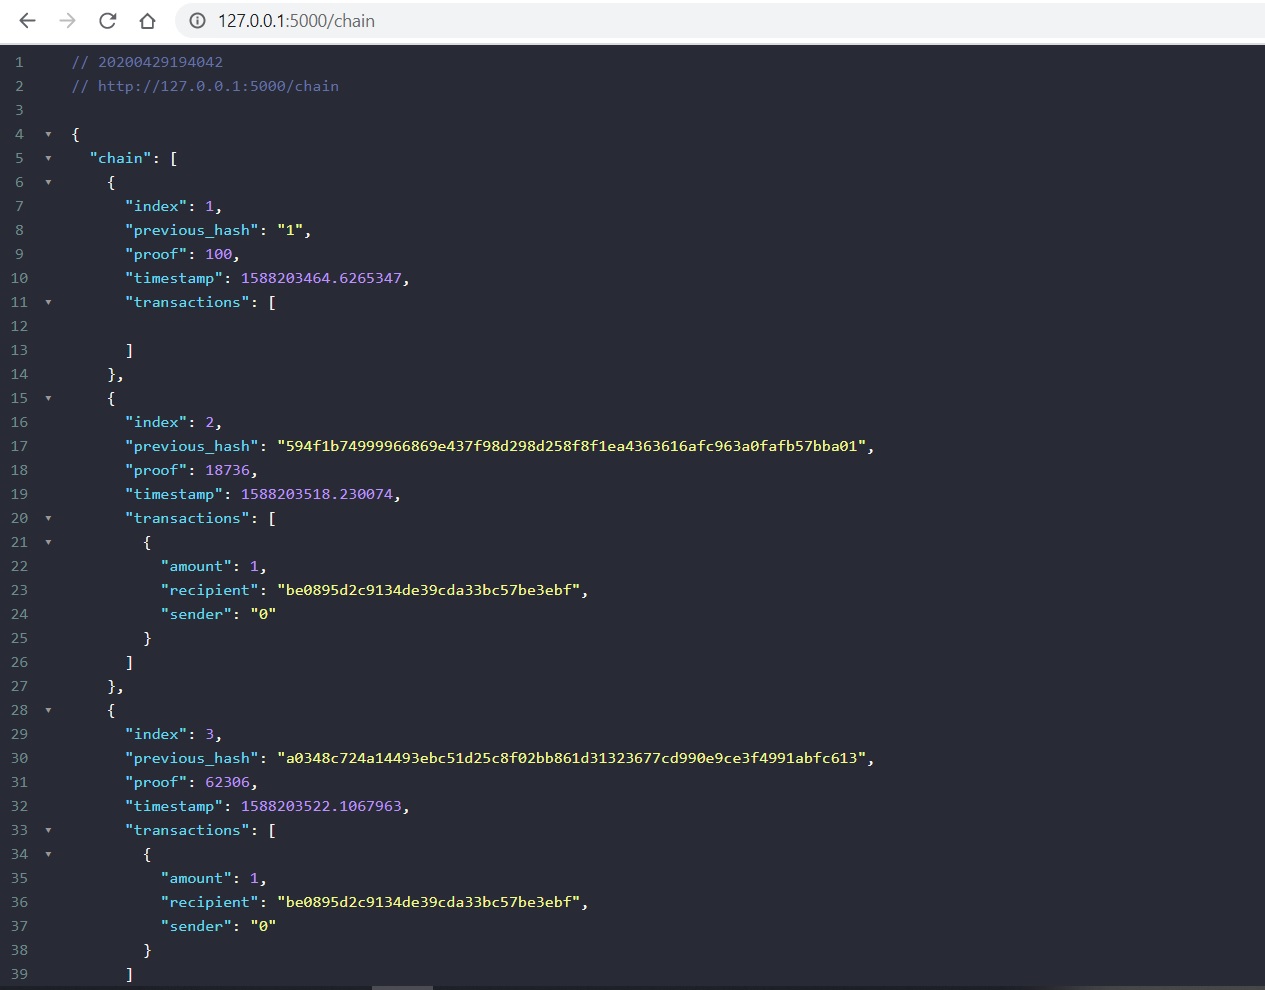 127.0.0.1:5000/chain
1 // 20200429194042
2 // http://127.0.0.1:5000/chain
3
4 {
5 "chain": [
6 {
7 "index": 1,
8 "previous_hash": "1",
9 "proof": 100,
10 "timestamp": 1588203464.6265347,
11 "transactions": [
12
13 ]
14 },
15 {
16 "index": 2,
17 "previous_hash": "594f1b74999966869e437f98d298d258f8f1ea4363616afc963a0fafb57bba01",
18 "proof": 18736,
19 "timestamp": 1588203518.230074,
20 "transactions": [
21 {
22 "amount": 1,
23 "recipient": "be0895d2c9134de39cda33bc57be3ebf",
24 "sender": "0"
25 }
26 ]
27 },
28 {
29 "index": 3,
30 "previous_hash": "a0348c724a14493ebc51d25c8f02bb861d31323677cd990e9ce3f4991abfc613",
31 "proof": 62306,
32 "timestamp": 1588203522.1067963,
33 "transactions": [
34 {
35 "amount": 1,
36 "recipient": "be0895d2c9134de39cda33bc57be3ebf",
37 "sender": "0"
38 }
39 ]